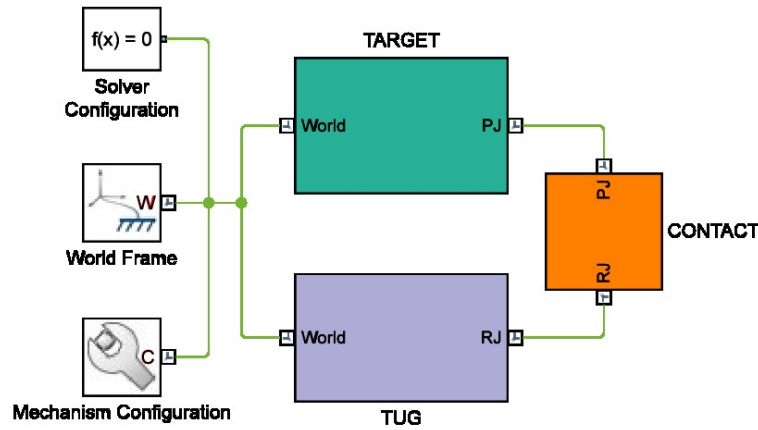 f(x) = 0
Solver
Configuration
TARGET
World
PJ
W
World Frame
PJ
RJ
CONTACT
World
RJ
C
Mechanism Configuration
TUG